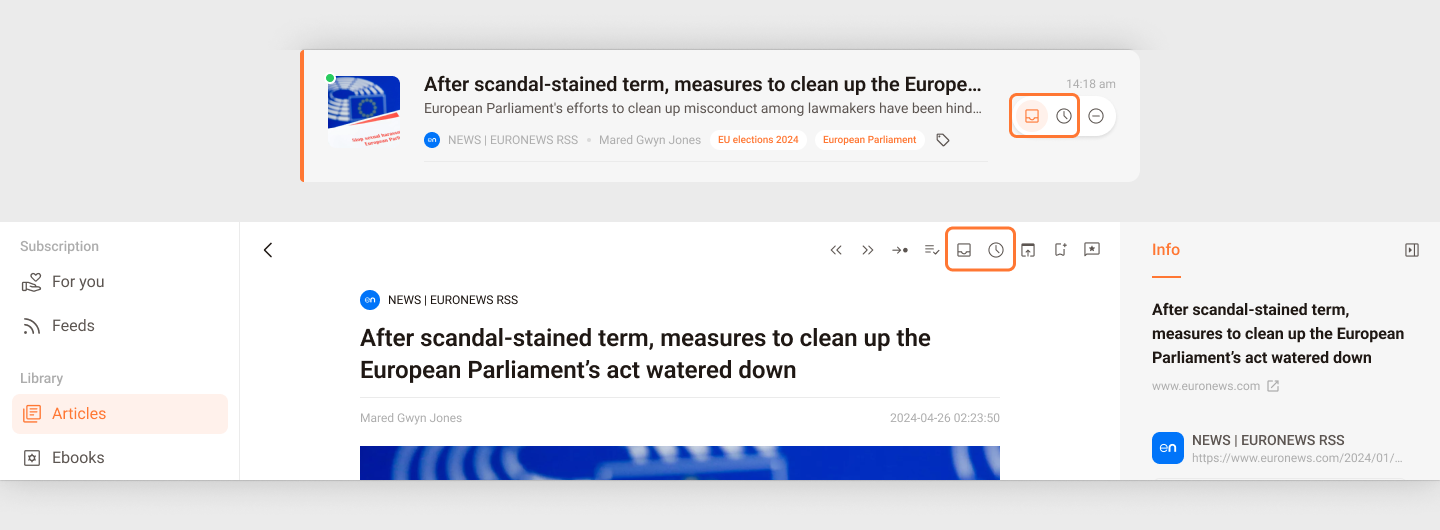 After scandal-stained term, measures to clean up the Europe...
14:18 am
European Parliament's efforts to clean up misconduct among lawmakers have been hind...
en NEWS | EURONEWS RSS • Mared Gwyn Jones EU elections 2024 European Parliament
Subscription
For you
Feeds
Library
Articles
Ebooks
en NEWS | EURONEWS RSS
After scandal-stained term, measures to clean up the
European Parliament’s act watered down
Mared Gwyn Jones 2024-04-26 02:23:50
Info
After scandal-stained term,
measures to clean up the European
Parliament’s act watered down
www.euronews.com
en NEWS | EURONEWS RSS
https://www.euronews.com/2024/01/...